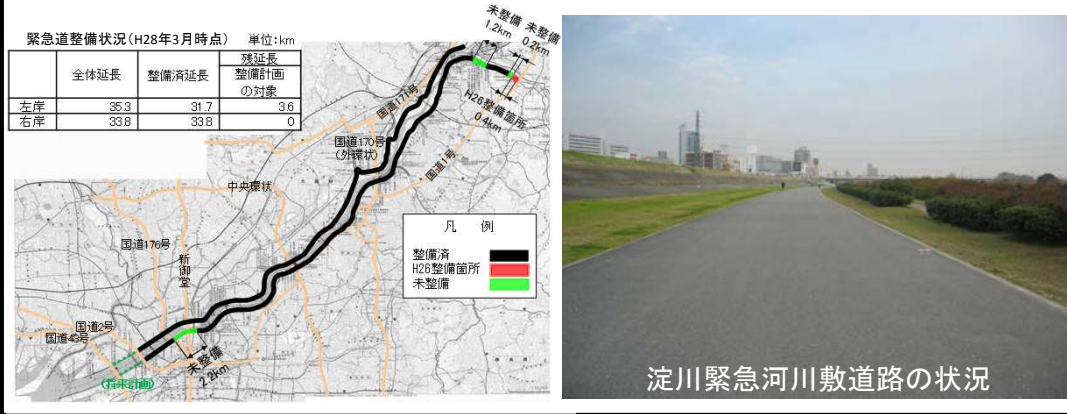 緊急道整備状況(H28年3月時点) 単位:km
全体延長 整備済延長 残延長
整備計画
の対象
左岸 35.3 31.7 3.6
右岸 33.8 33.8 0
未整備
1.2km
未整備
0.2km
H26整備箇所
0.4km
国道171号
国道170号
(外環状)
国道1号
中央環状
国道176号
新御堂
国道2号
国道43号
(将来計画)
未整備
2.2km
凡 例
整備済
H26整備箇所
未整備
淀川緊急河川敷道路の状況